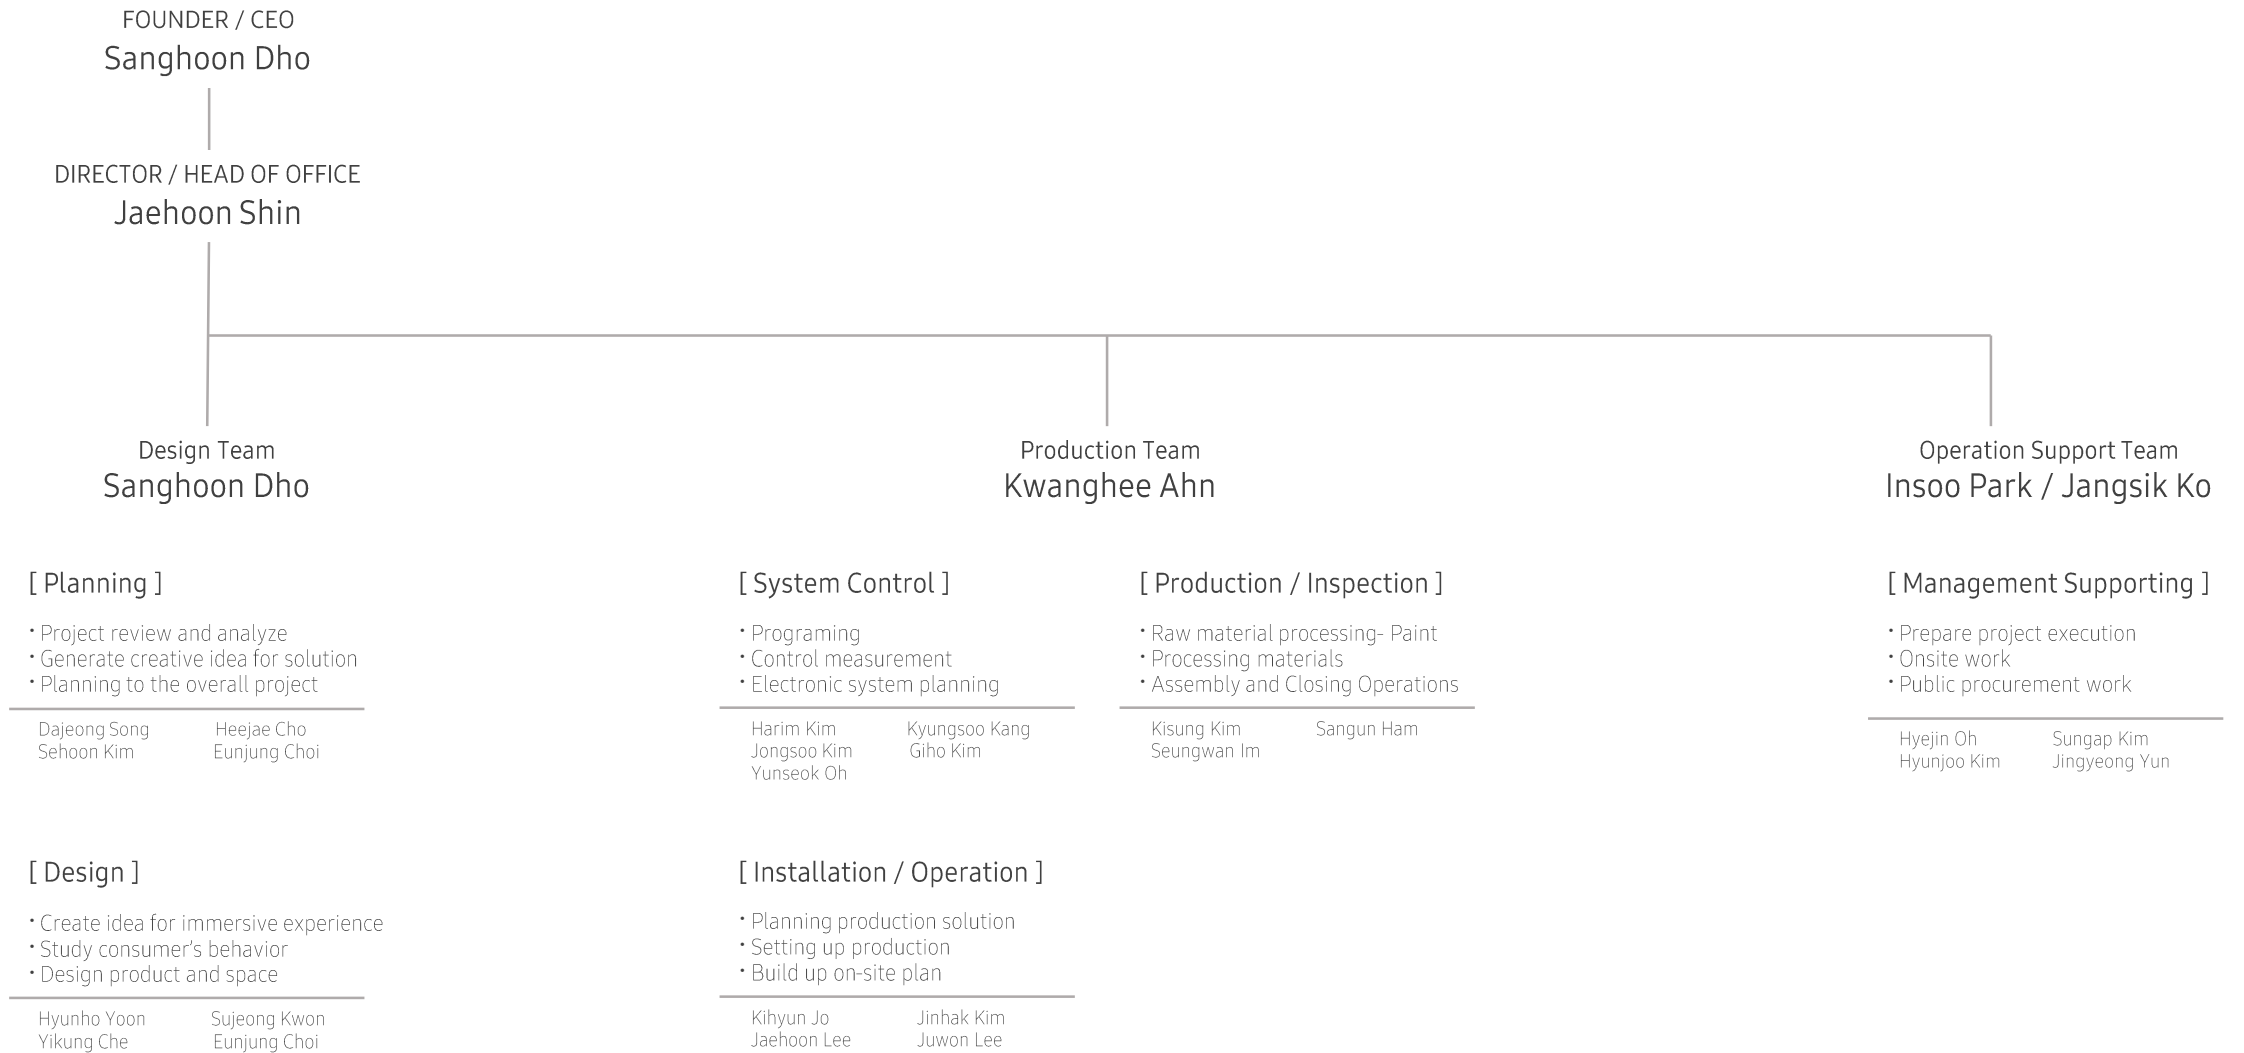 FOUNDER / CEO
Sanghoon Dho
DIRECTOR / HEAD OF OFFICE
Jaehoon Shin
Design Team
Sanghoon Dho
[ Planning ]
· Project review and analyze
· Generate creative idea for solution
· Planning to the overall project
Dajeong Song Heejae Cho
Sehoon Kim Eunjung Choi
[ Design ]
· Create idea for immersive experience
· Study consumer's behavior
· Design product and space
Hyunho Yoon Sujeong Kwon
Yikung Che Eunjung Choi
Production Team
Kwanghee Ahn
[ System Control ]
· Programing
· Control measurement
· Electronic system planning
Harim Kim Kyungsoo Kang
Jongsoo Kim Giho Kim
Yunseok Oh
[ Production / Inspection ]
· Raw material processing- Paint
· Processing materials
· Assembly and Closing Operations
Kisung Kim Sangun Ham
Seungwan Im
[ Installation / Operation ]
· Planning production solution
· Setting up production
· Build up on-site plan
Kihyun Jo Jinhak Kim
Jaehoon Lee Juwon Lee
Operation Support Team
Insoo Park / Jangsik Ko
[ Management Supporting ]
· Prepare project execution
· Onsite work
· Public procurement work
Hyejin Oh Sungap Kim
Hyunjoo Kim Jingyeong Yun